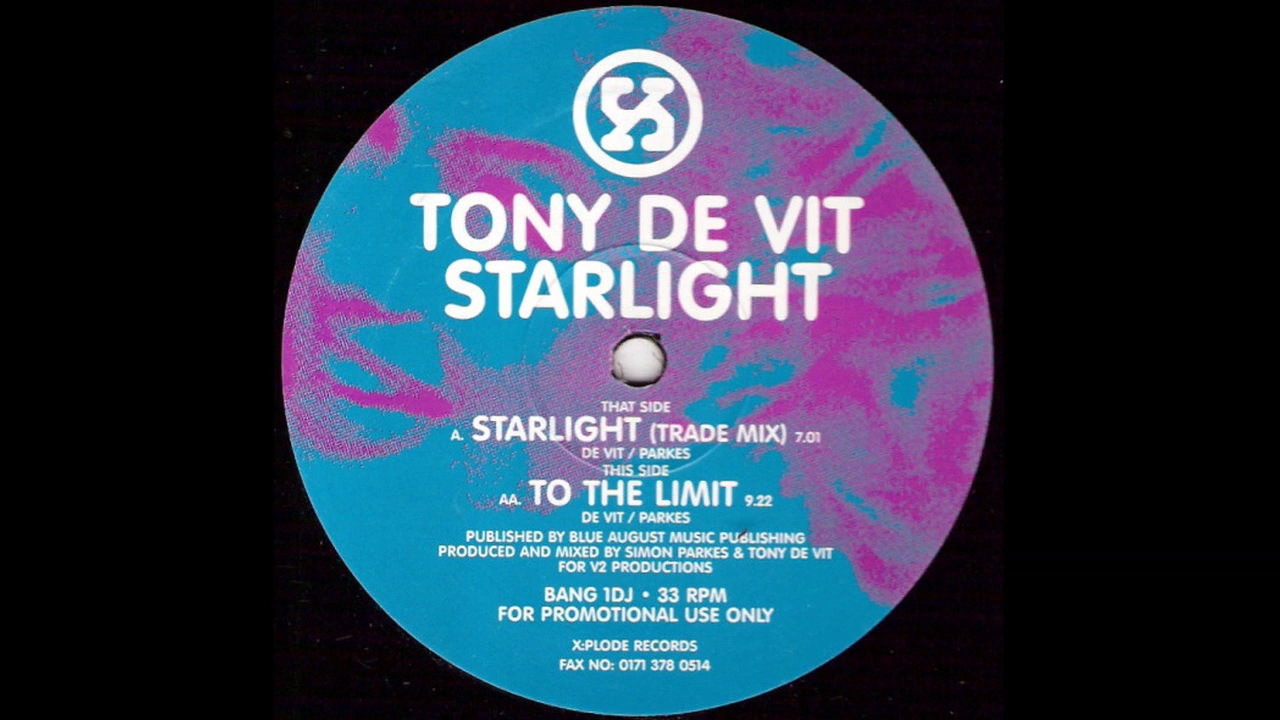 TONY DE VIT
STARLIGHT
THAT SIDE
A. STARLIGHT (TRADE MIX) 7.01
DE VIT / PARKES
THIS SIDE
AA. TO THE LIMIT 9.22
DE VIT / PARKES
PUBLISHED BY BLUE AUGUST MUSIC PUBLISHING
PRODUCED AND MIXED BY SIMON PARKES & TONY DE VIT
FOR V2 PRODUCTIONS
BANG 1DJ • 33 RPM
FOR PROMOTIONAL USE ONLY
X:PLODE RECORDS
FAX NO: 0171 378 0514